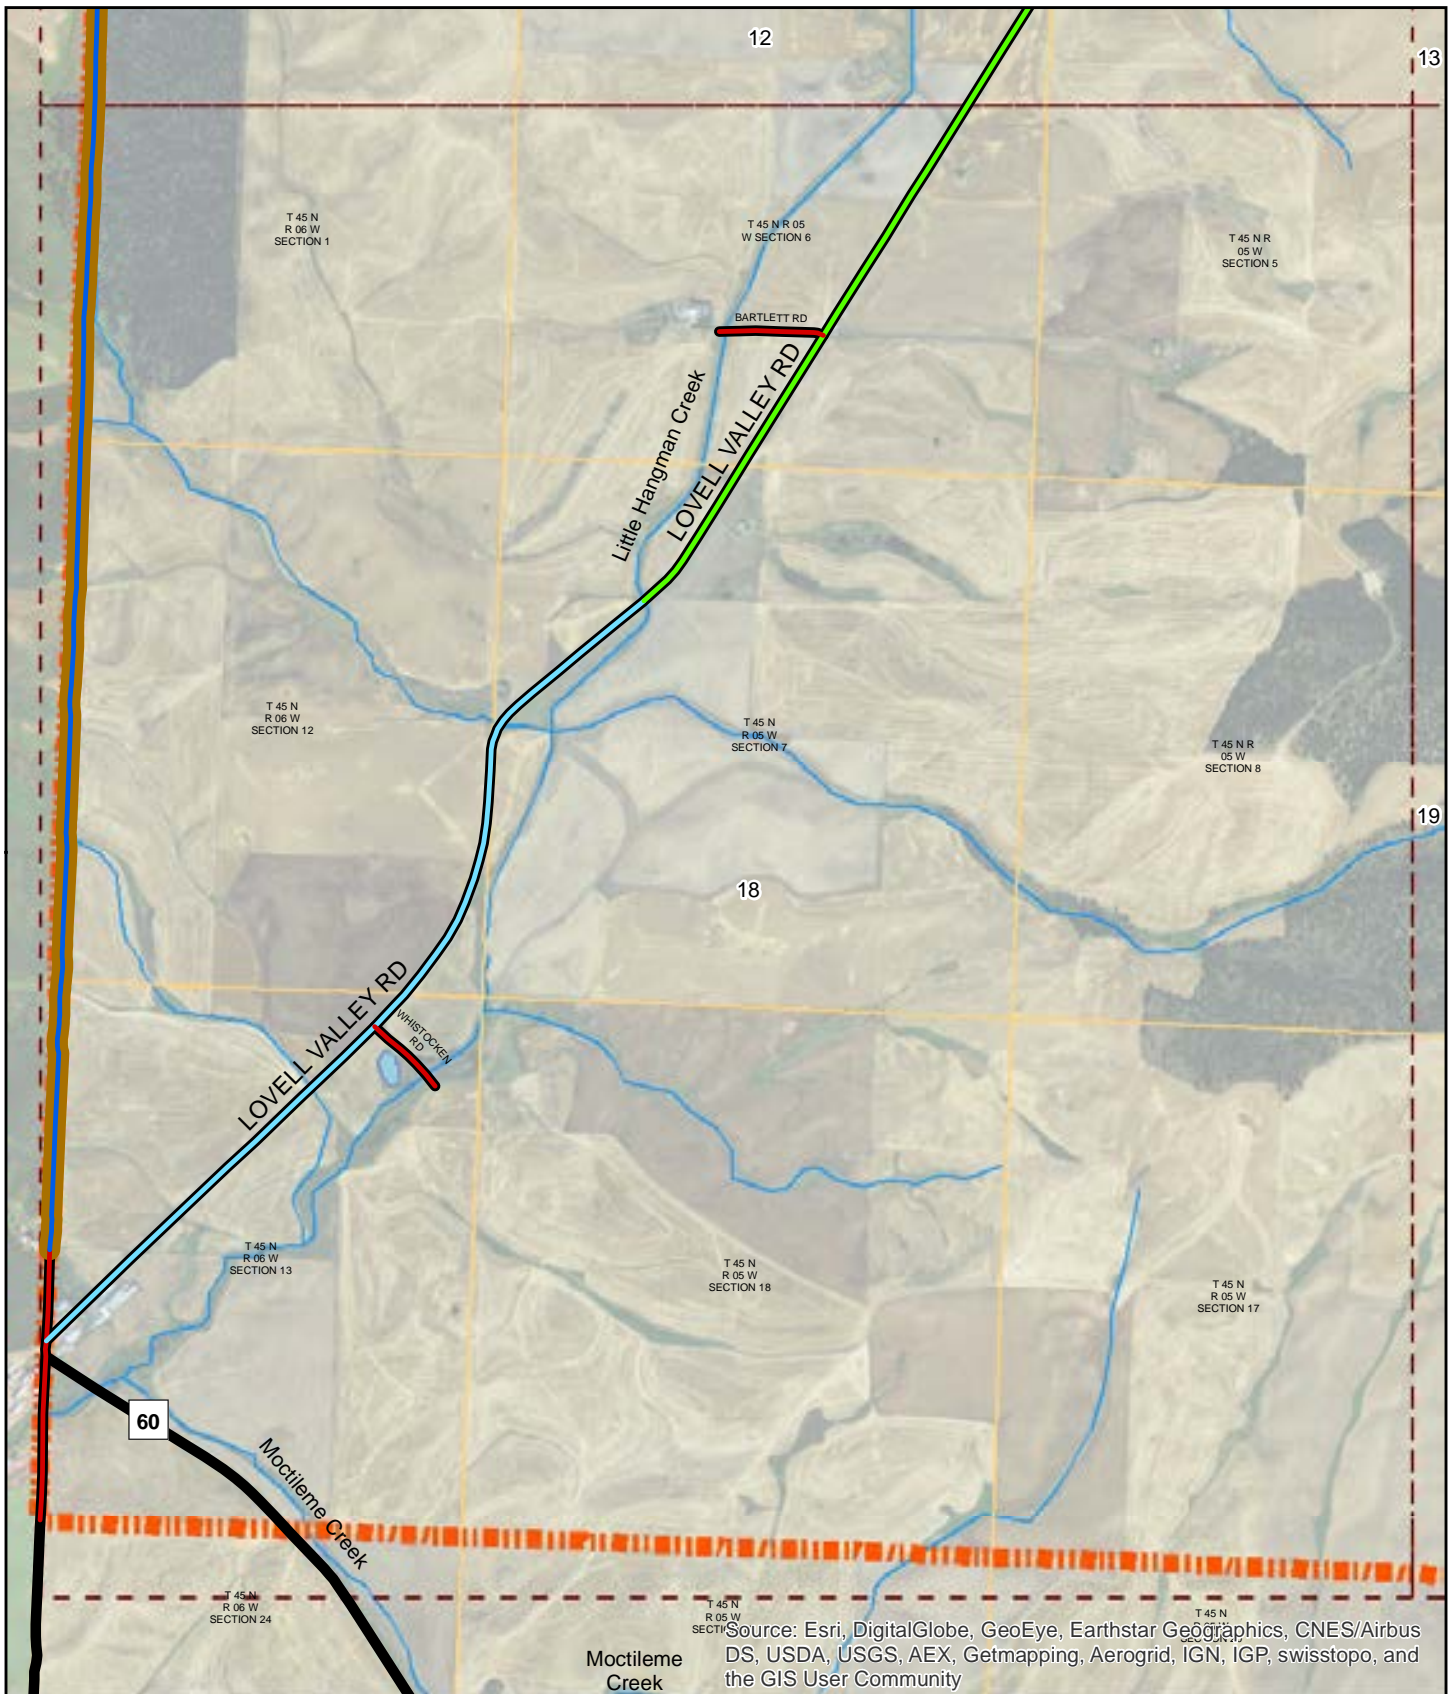 12
13
T 45 N
R 06 W
SECTION 1
T 45 N R 05
W SECTION 6
T 45 N R
05 W
SECTION 5
BARTLETT RD
LOVELL VALLEY RD
Little Hangman Creek
T 45 N
R 06 W
SECTION 12
T 45 N
R 05 W
SECTION 7
T 45 N R
05 W
SECTION 8
19
18
LOVELL VALLEY RD
WHISTOCKEN
RD
T 45 N
R 06 W
SECTION 13
T 45 N
R 05 W
SECTION 18
T 45 N
R 05 W
SECTION 17
60
Moctileme Creek
T 45 N
R 06 W
SECTION 24
T 45 N
R 05 W
T 45 N
Moctileme
Creek
Source: Esri, DigitalGlobe, GeoEye, Earthstar Geographics, CNES/Airbus
DS, USDA, USGS, AEX, Getmapping, Aerogrid, IGN, IGP, swisstopo, and
the GIS User Community